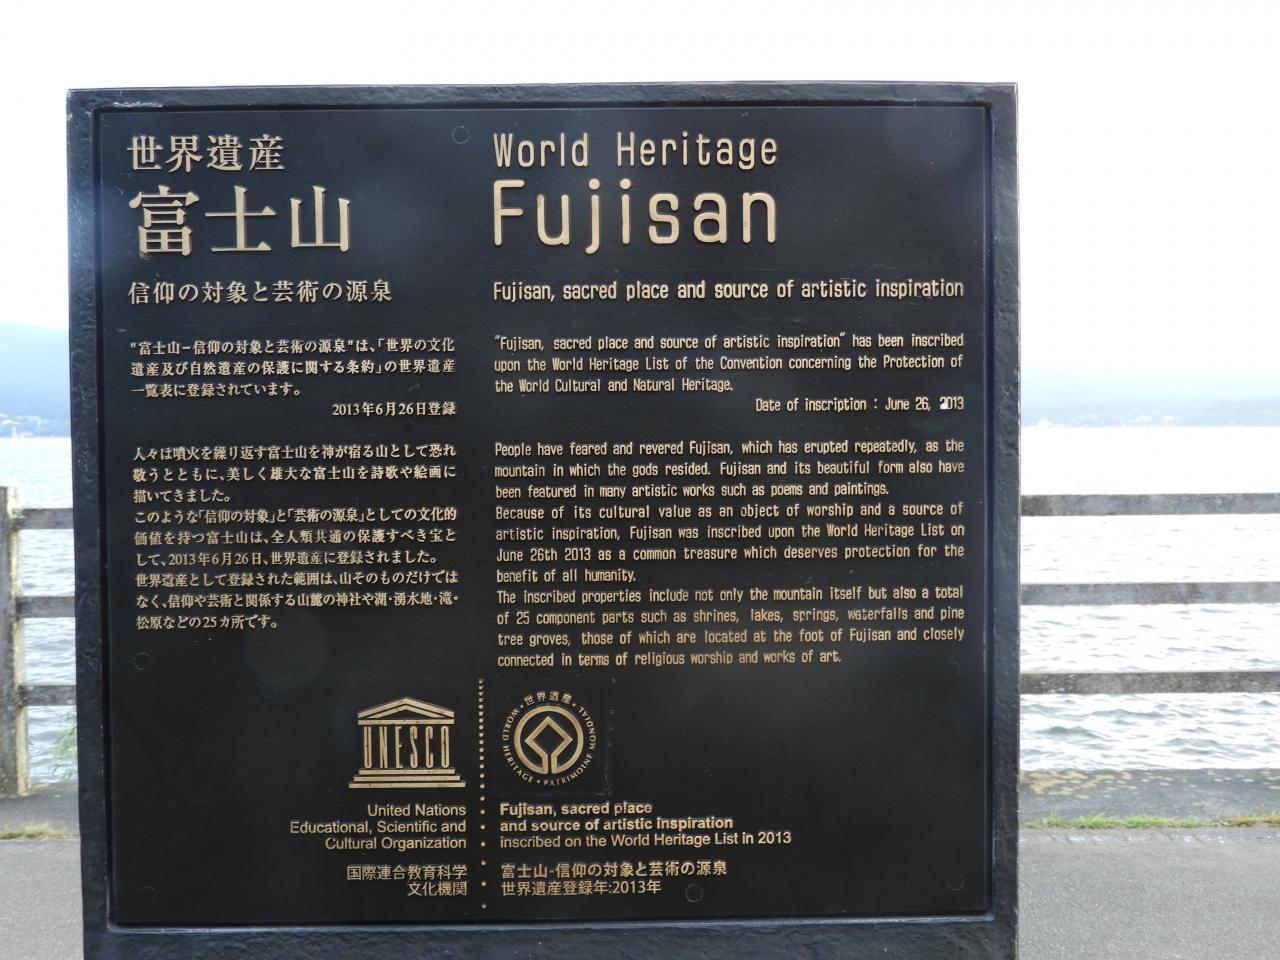 世界遺産
富士山
信仰の対象と芸術の源泉
"富士山−信仰の対象と芸術の源泉"は、「世界の文化
遺産及び自然遺産の保護に関する条約」の世界遺産
一覧表に登録されています。
2013年6月26日登録
人々は噴火を繰り返す富士山を神が宿る山として恐れ
敬うとともに、美しく雄大な富士山を詩歌や絵画に
描いてきました。
このような「信仰の対象」と「芸術の源泉」としての文化的
価値を持つ富士山は、全人類共通の保護すべき宝と
して、2013年6月26日、世界遺産に登録されました。
世界遺産として登録された範囲は、山そのものだけでは
なく、信仰や芸術と関係する山麓の神社や湖・湧水地・滝・
松原などの25カ所です。
World Heritage
Fujisan
Fujisan, sacred place and source of artistic inspiration
"Fujisan, sacred place and source of artistic inspiration" has been inscribed
upon the World Heritage List of the Convention concerning the Protection of
the World Cultural and Natural Heritage.
Date of inscription : June 26, 2013
People have feared and revered Fujisan, which has erupted repeatedly, as the
mountain in which the gods resided. Fujisan and its beautiful form also have
been featured in many artistic works such as poems and paintings.
Because of its cultural value as an object of worship and a source of
artistic inspiration, Fujisan was inscribed upon the World Heritage List on
June 26th 2013 as a common treasure which deserves protection for the
benefit of all humanity.
The inscribed properties include not only the mountain itself but also a total
of 25 component parts such as shrines, lakes, springs, waterfalls and pine
tree groves, those of which are located at the foot of Fujisan and closely
connected in terms of religious worship and works of art.
UNESCO
United Nations
Educational, Scientific and
Cultural Organization
国際連合教育科学
文化機関
・世界遺産・ WORLD HERITAGE • PATRIMOINE MONDIAL
Fujisan, sacred place
and source of artistic inspiration
inscribed on the World Heritage List in 2013
富士山-信仰の対象と芸術の源泉
世界遺産登録年:2013年